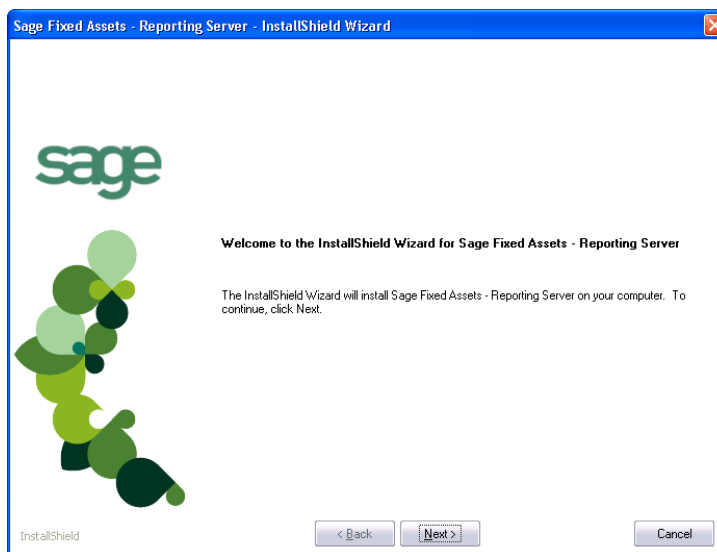 Sage Fixed Assets - Reporting Server - InstallShield Wizard
sage
Welcome to the InstallShield Wizard for Sage Fixed Assets - Reporting Server
The InstallShield Wizard will install Sage Fixed Assets - Reporting Server on your computer. To
continue, click Next.
InstallShield
< Back
Next >
Cancel